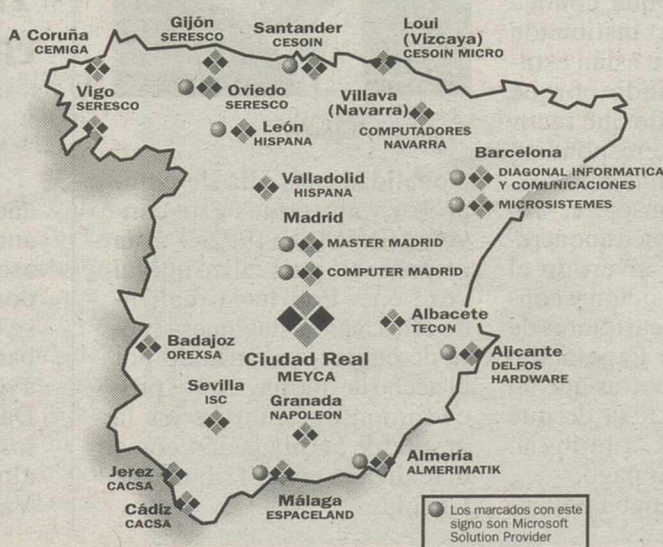 A Coruña
CEMIGA
Gijón
SERESCO
Santander
CESOIN
Loui
(Vizcaya)
CESOIN MICRO
Vigo
SERESCO
Oviedo
SERESCO
Villava
(Navarra)
COMPUTADORES
NAVARRA
León
HISPANA
Barcelona
DIAGONAL INFORMATICA
Y COMUNICACIONES
MICROSISTEMES
Valladolid
HISPANA
Madrid
MASTER MADRID
COMPUTER MADRID
Albacete
TECON
Badajoz
OREXSA
Ciudad Real
MEYCA
Alicante
DELFOS
HARDWARE
Sevilla
ISC
Granada
NAPOLEON
Jerez
CACSA
Cádiz
CACSA
Málaga
ESPACELAND
Almería
ALMERIMATIK
Los marcados con este
signo son Microsoft
Solution Provider